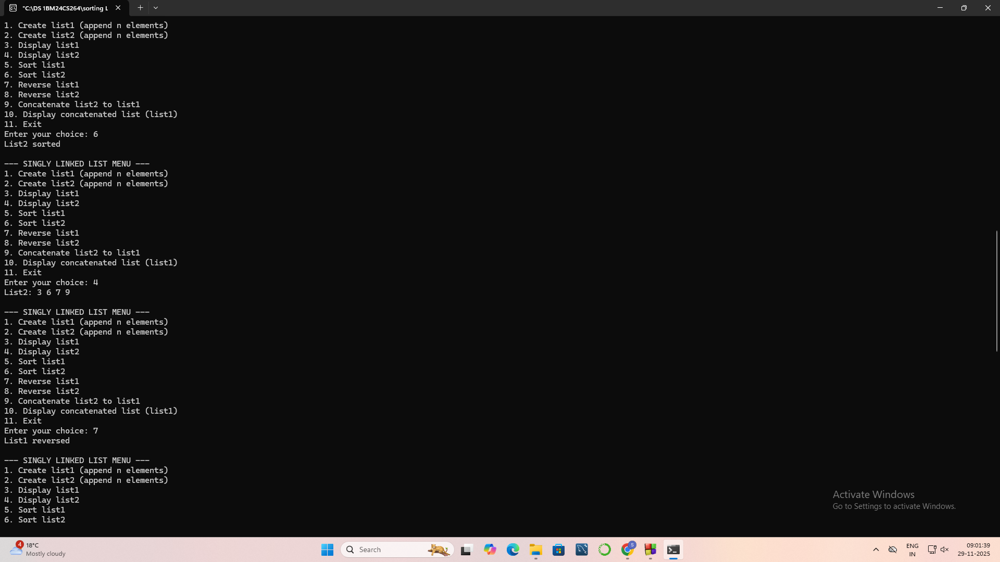 "C:\DS 1BM24CS264\sorting L
1. Create list1 (append n elements)
2. Create list2 (append n elements)
3. Display list1
4. Display list2
5. Sort list1
6. Sort list2
7. Reverse list1
8. Reverse list2
9. Concatenate list2 to list1
10. Display concatenated list (list1)
11. Exit
Enter your choice: 6
List2 sorted
--- SINGLY LINKED LIST MENU ---
1. Create list1 (append n elements)
2. Create list2 (append n elements)
3. Display list1
4. Display list2
5. Sort list1
6. Sort list2
7. Reverse list1
8. Reverse list2
9. Concatenate list2 to list1
10. Display concatenated list (list1)
11. Exit
Enter your choice: 4
List2: 3 6 7 9
--- SINGLY LINKED LIST MENU ---
1. Create list1 (append n elements)
2. Create list2 (append n elements)
3. Display list1
4. Display list2
5. Sort list1
6. Sort list2
7. Reverse list1
8. Reverse list2
9. Concatenate list2 to list1
10. Display concatenated list (list1)
11. Exit
Enter your choice: 7
List1 reversed
--- SINGLY LINKED LIST MENU ---
1. Create list1 (append n elements)
2. Create list2 (append n elements)
3. Display list1
4. Display list2
5. Sort list1
6. Sort list2
Activate Windows
Go to Settings to activate Windows.
4
18°C
Mostly cloudy
Search
S
ENG
IN
09:01:39
29-11-2025